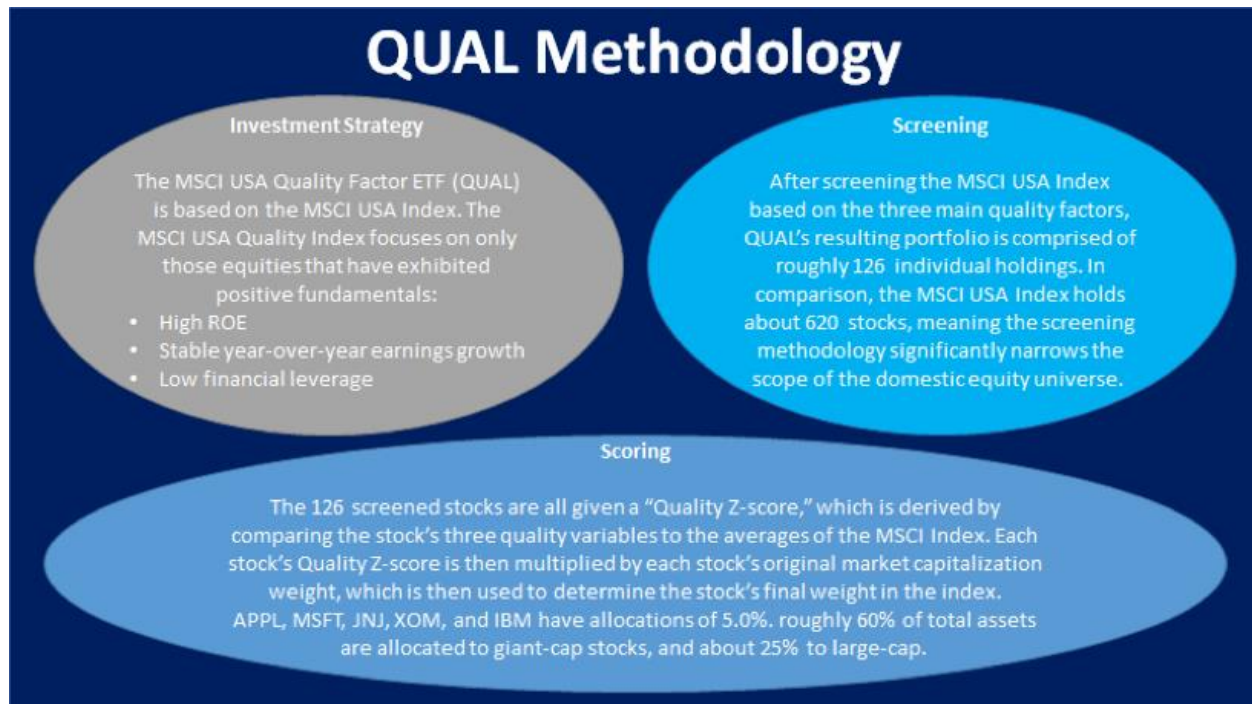 QUAL Methodology
Investment Strategy
The MSCI USA Quality Factor ETF (QUAL)
is based on the MSCI USA Index. The
MSCI USA Quality Index focuses on only
those equities that have exhibited
positive fundamentals:
• High ROE
• Stable year-over-year earnings growth
• Low financial leverage
Screening
After screening the MSCI USA Index
based on the three main quality factors,
QUAL's resulting portfolio is comprised of
roughly 126 individual holdings. In
comparison, the MSCI USA Index holds
about 620 stocks, meaning the screening
methodology significantly narrows the
scope of the domestic equity universe.
Scoring
The 126 screened stocks are all given a “Quality Z-score,” which is derived by
comparing the stock's three quality variables to the averages of the MSCI Index. Each
stock's Quality Z-score is then multiplied by each stock's original market capitalization
weight, which is then used to determine the stock's final weight in the index.
APPL, MSFT, JNJ, XOM, and IBM have allocations of 5.0%. roughly 60% of total assets
are allocated to giant-cap stocks, and about 25% to large-cap.